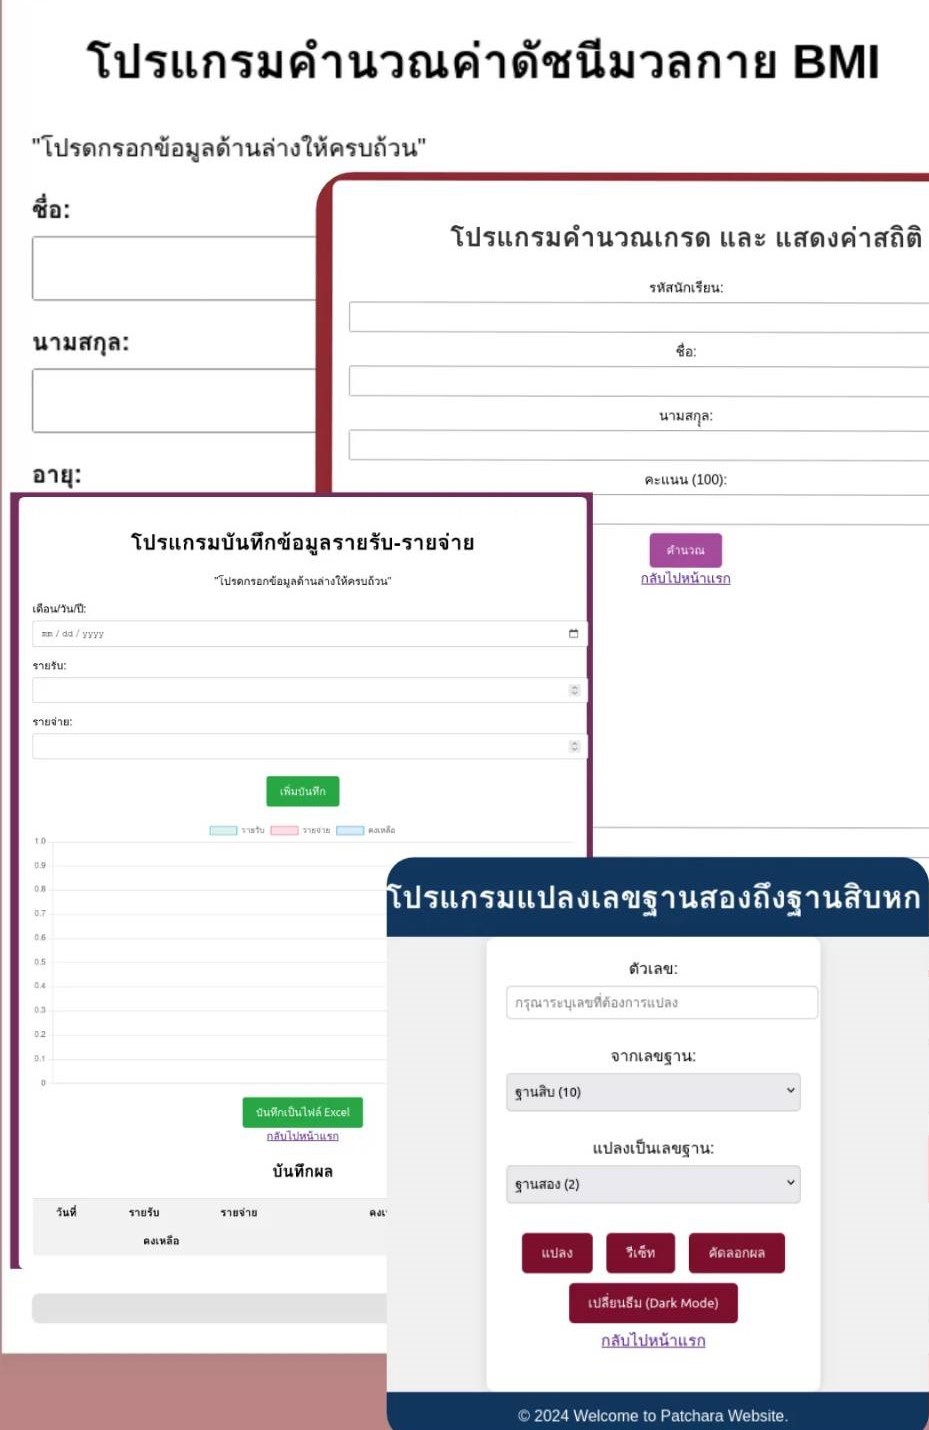 โปรแกรมคำนวณค่าดัชนีมวลกาย BMI
"โปรดกรอกข้อมูลด้านล่างให้ครบถ้วน"
ชื่อ:
นามสกุล:
อายุ:
โปรแกรมคำนวณเกรด และ แสดงค่าสถิติ
รหัสนักเรียน:
ชื่อ:
นามสกุล:
คะแนน (100):
คำนวณ
กลับไปหน้าแรก
โปรแกรมบันทึกข้อมูลรายรับ-รายจ่าย
"โปรดกรอกข้อมูลด้านล่างให้ครบถ้วน"
เดือน/วัน/ปี:
mm / dd / yyyy
รายรับ:
รายจ่าย:
เพิ่มบันทึก
รายรับ รายจ่าย คงเหลือ
1.0
0.9
0.8
0.7
0.6
0.5
0.4
0.3
0.2
0.1
0
บันทึกเป็นไฟล์ Excel
กลับไปหน้าแรก
บันทึกผล
วันที่ รายรับ รายจ่าย
คงเหลือ
โปรแกรมแปลงเลขฐานสองถึงฐานสิบหก
ตัวเลข:
กรุณาระบุเลขที่ต้องการแปลง
จากเลขฐาน:
ฐานสิบ (10)
แปลงเป็นเลขฐาน:
ฐานสอง (2)
แปลง รีเซ็ท คัดลอกผล
เปลี่ยนธีม (Dark Mode)
กลับไปหน้าแรก
© 2024 Welcome to Patchara Website.